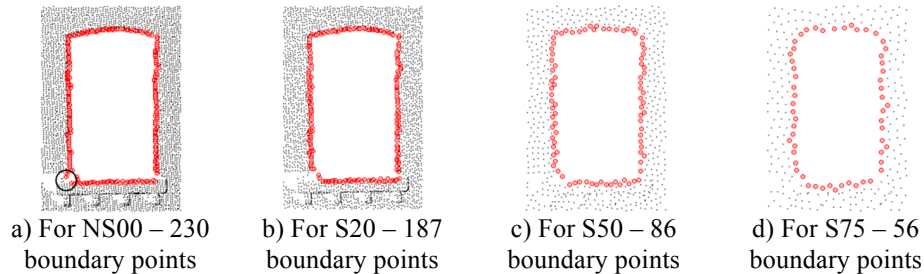 a) For NS00 – 230
boundary points
b) For S20 – 187
boundary points
c) For S50 – 86
boundary points
d) For S75 – 56
boundary points